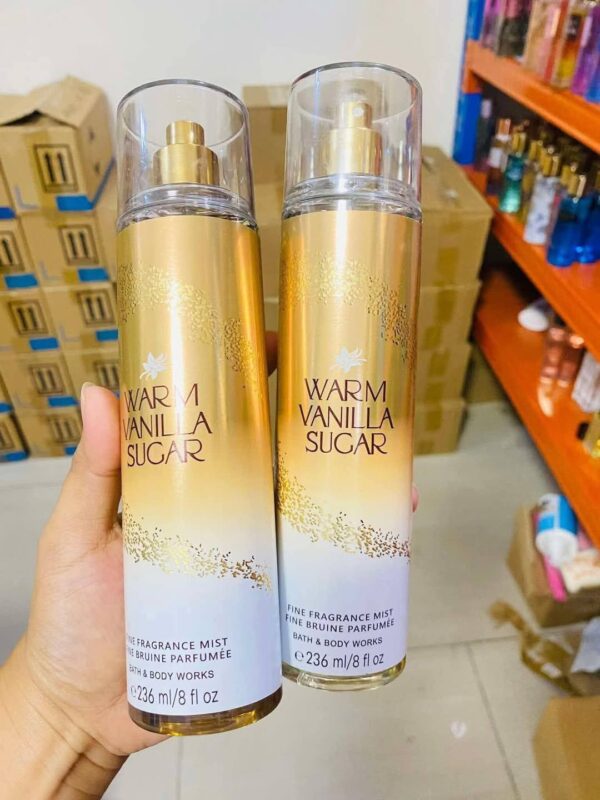 WARM
VANILLA
SUGAR
FINE FRAGRANCE MIST
FINE BRUINE PARFUMÉE
BATH & BODY WORKS
℮236 ml/8 fl oz
WARM
VANILLA
SUGAR
FINE FRAGRANCE MIST
FINE BRUINE PARFUMÉE
BATH & BODY WORKS
℮236 ml/8 fl oz